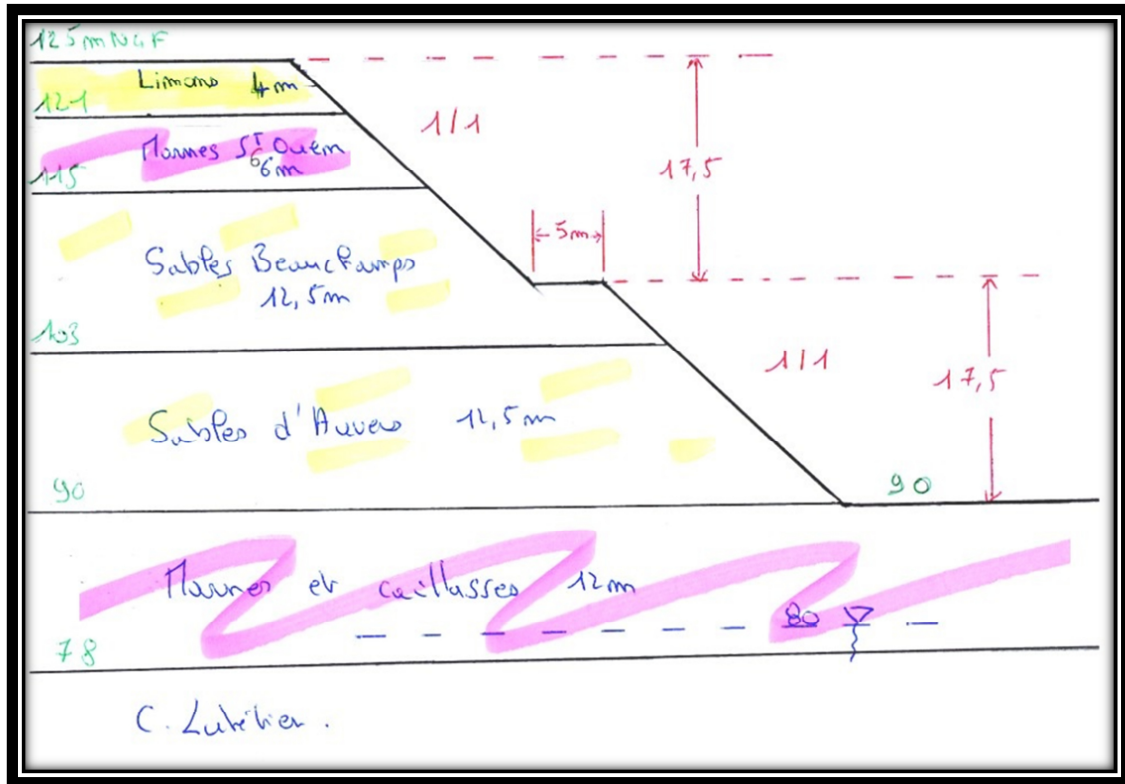 125 m NGF
Limons 4m
121
1/1
Marnes St Ouen
6 6m
17,5
115
5m
Sables Beauchamps
12,5m
103
1/1
17,5
Sables d'Auvers 12,5m
90
90
Marnes et caillasses 12m
80
78
C. Lutétien.